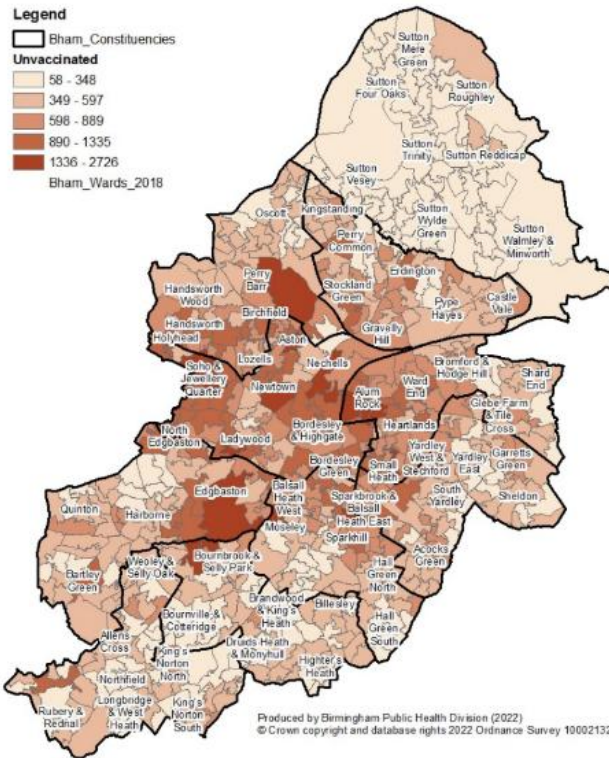 Legend
Bham_Constituencies
Unvaccinated
58 - 348
349 - 597
598 - 889
890 - 1335
1336 - 2726
Bham_Wards_2018
Sutton
Mere
Green
Sutton
Four Oaks
Sutton
Roughley
Sutton
Trinity
Sutton Reddicap
Sutton
Vesey
Sutton
Wylde
Green
Sutton
Walmley &
Minworth
Oscott
Kingstanding
Perry
Common
Erdington
Perry
Barr
Stockland
Green
Pype
Hayes
Castle
Vale
Handsworth
Wood
Birchfield
Gravelly
Hill
Handsworth
Holyhead
Aston
Lozells
Nechells
Bromford &
Hodge Hill
Shard
End
Soho &
Jewellery
Quarter
Newtown
Alum
Rock
Ward
End
Glebe Farm
& Tile
Cross
Heartlands
North
Edgbaston
Ladywood
Bordesley
& Highgate
Yardley
West &
Stechford
Yardley
East
Garretts
Green
Bordesley
Green
Small
Heath
Sheldon
Edgbaston
Balsall
Heath
West
Sparkbrook &
Balsall
Heath East
South
Yardley
Quinton
Harborne
Moseley
Sparkhill
Acocks
Green
Bartley
Green
Weoley &
Selly Oak
Bournbrook &
Selly Park
Hall
Green
North
Brandwood
& King's
Heath
Billesley
Bournville &
Cotteridge
Hall
Green
South
Allens
Cross
Druids Heath
& Monyhull
King's
Norton
North
Highter's
Heath
Northfield
Rubery &
Rednal
Longbridge
& West
Heath
King's
Norton
South
Produced by Birmingham Public Health Division (2022)
© Crown copyright and database rights 2022 Ordnance Survey 10002132